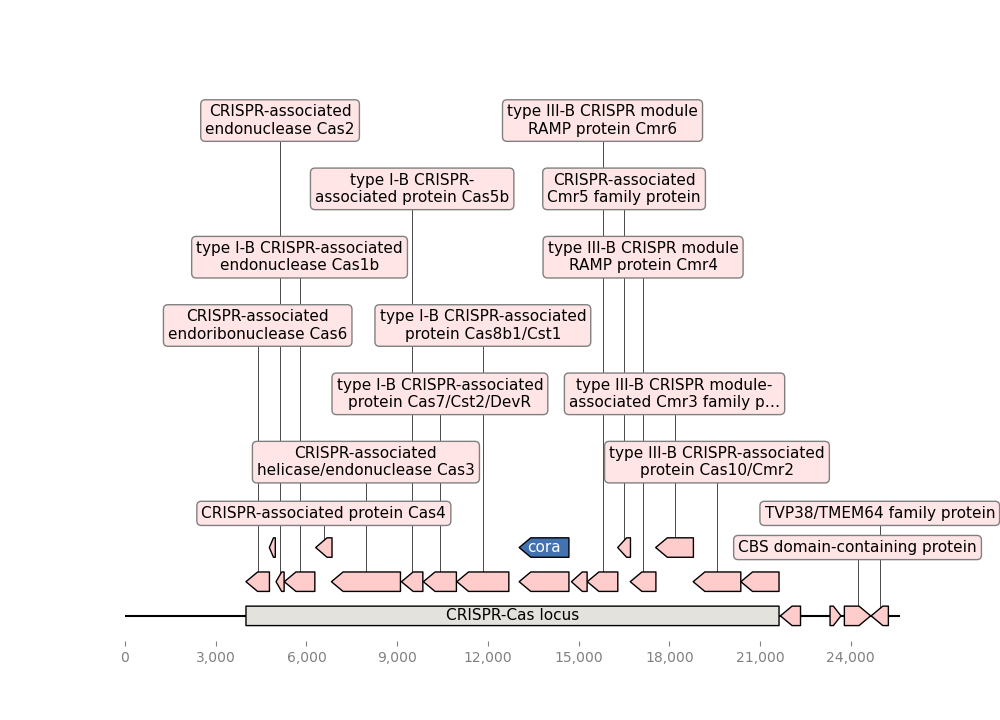 CRISPR-associated
endonuclease Cas2
type III-B CRISPR module
RAMP protein Cmr6
type I-B CRISPR-
associated protein Cas5b
CRISPR-associated
Cmr5 family protein
type I-B CRISPR-associated
endonuclease Cas1b
type III-B CRISPR module
RAMP protein Cmr4
CRISPR-associated
endoribonuclease Cas6
type I-B CRISPR-associated
protein Cas8b1/Cst1
type I-B CRISPR-associated
protein Cas7/Cst2/DevR
type III-B CRISPR module-
associated Cmr3 family p...
CRISPR-associated
helicase/endonuclease Cas3
type III-B CRISPR-associated
protein Cas10/Cmr2
CRISPR-associated protein Cas4
TVP38/TMEM64 family protein
cora
CBS domain-containing protein
CRISPR-Cas locus
0 3,000 6,000 9,000 12,000 15,000 18,000 21,000 24,000